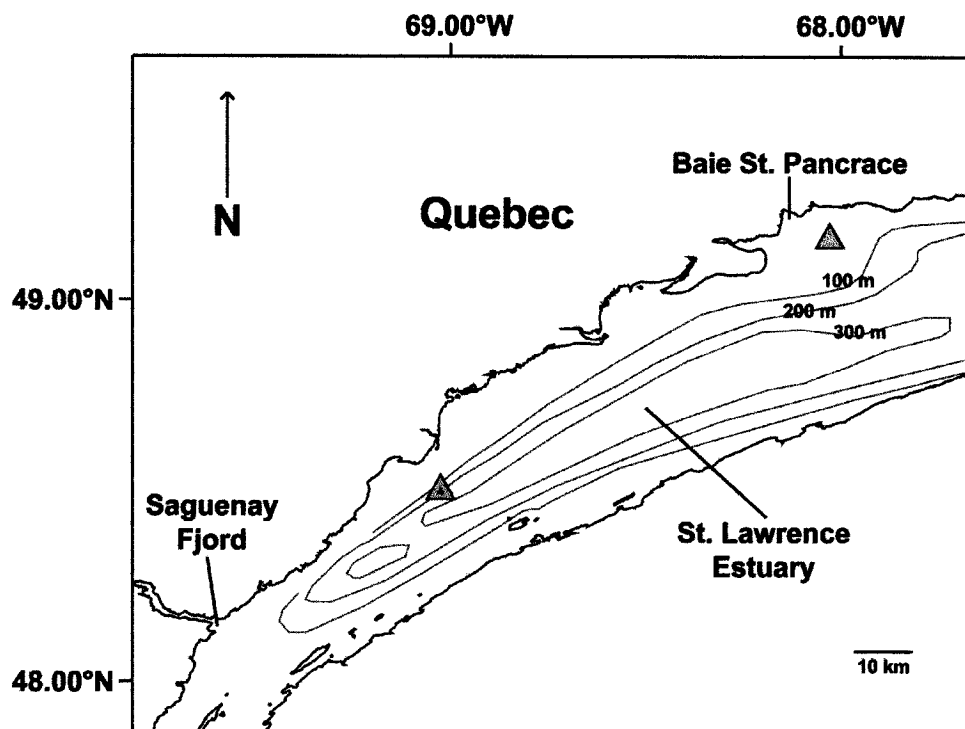 69.00°W
68.00°W
Baie St. Pancrace
N
Quebec
49.00°N
100 m
200 m
300 m
Saguenay
Fjord
St. Lawrence
Estuary
48.00°N
10 km